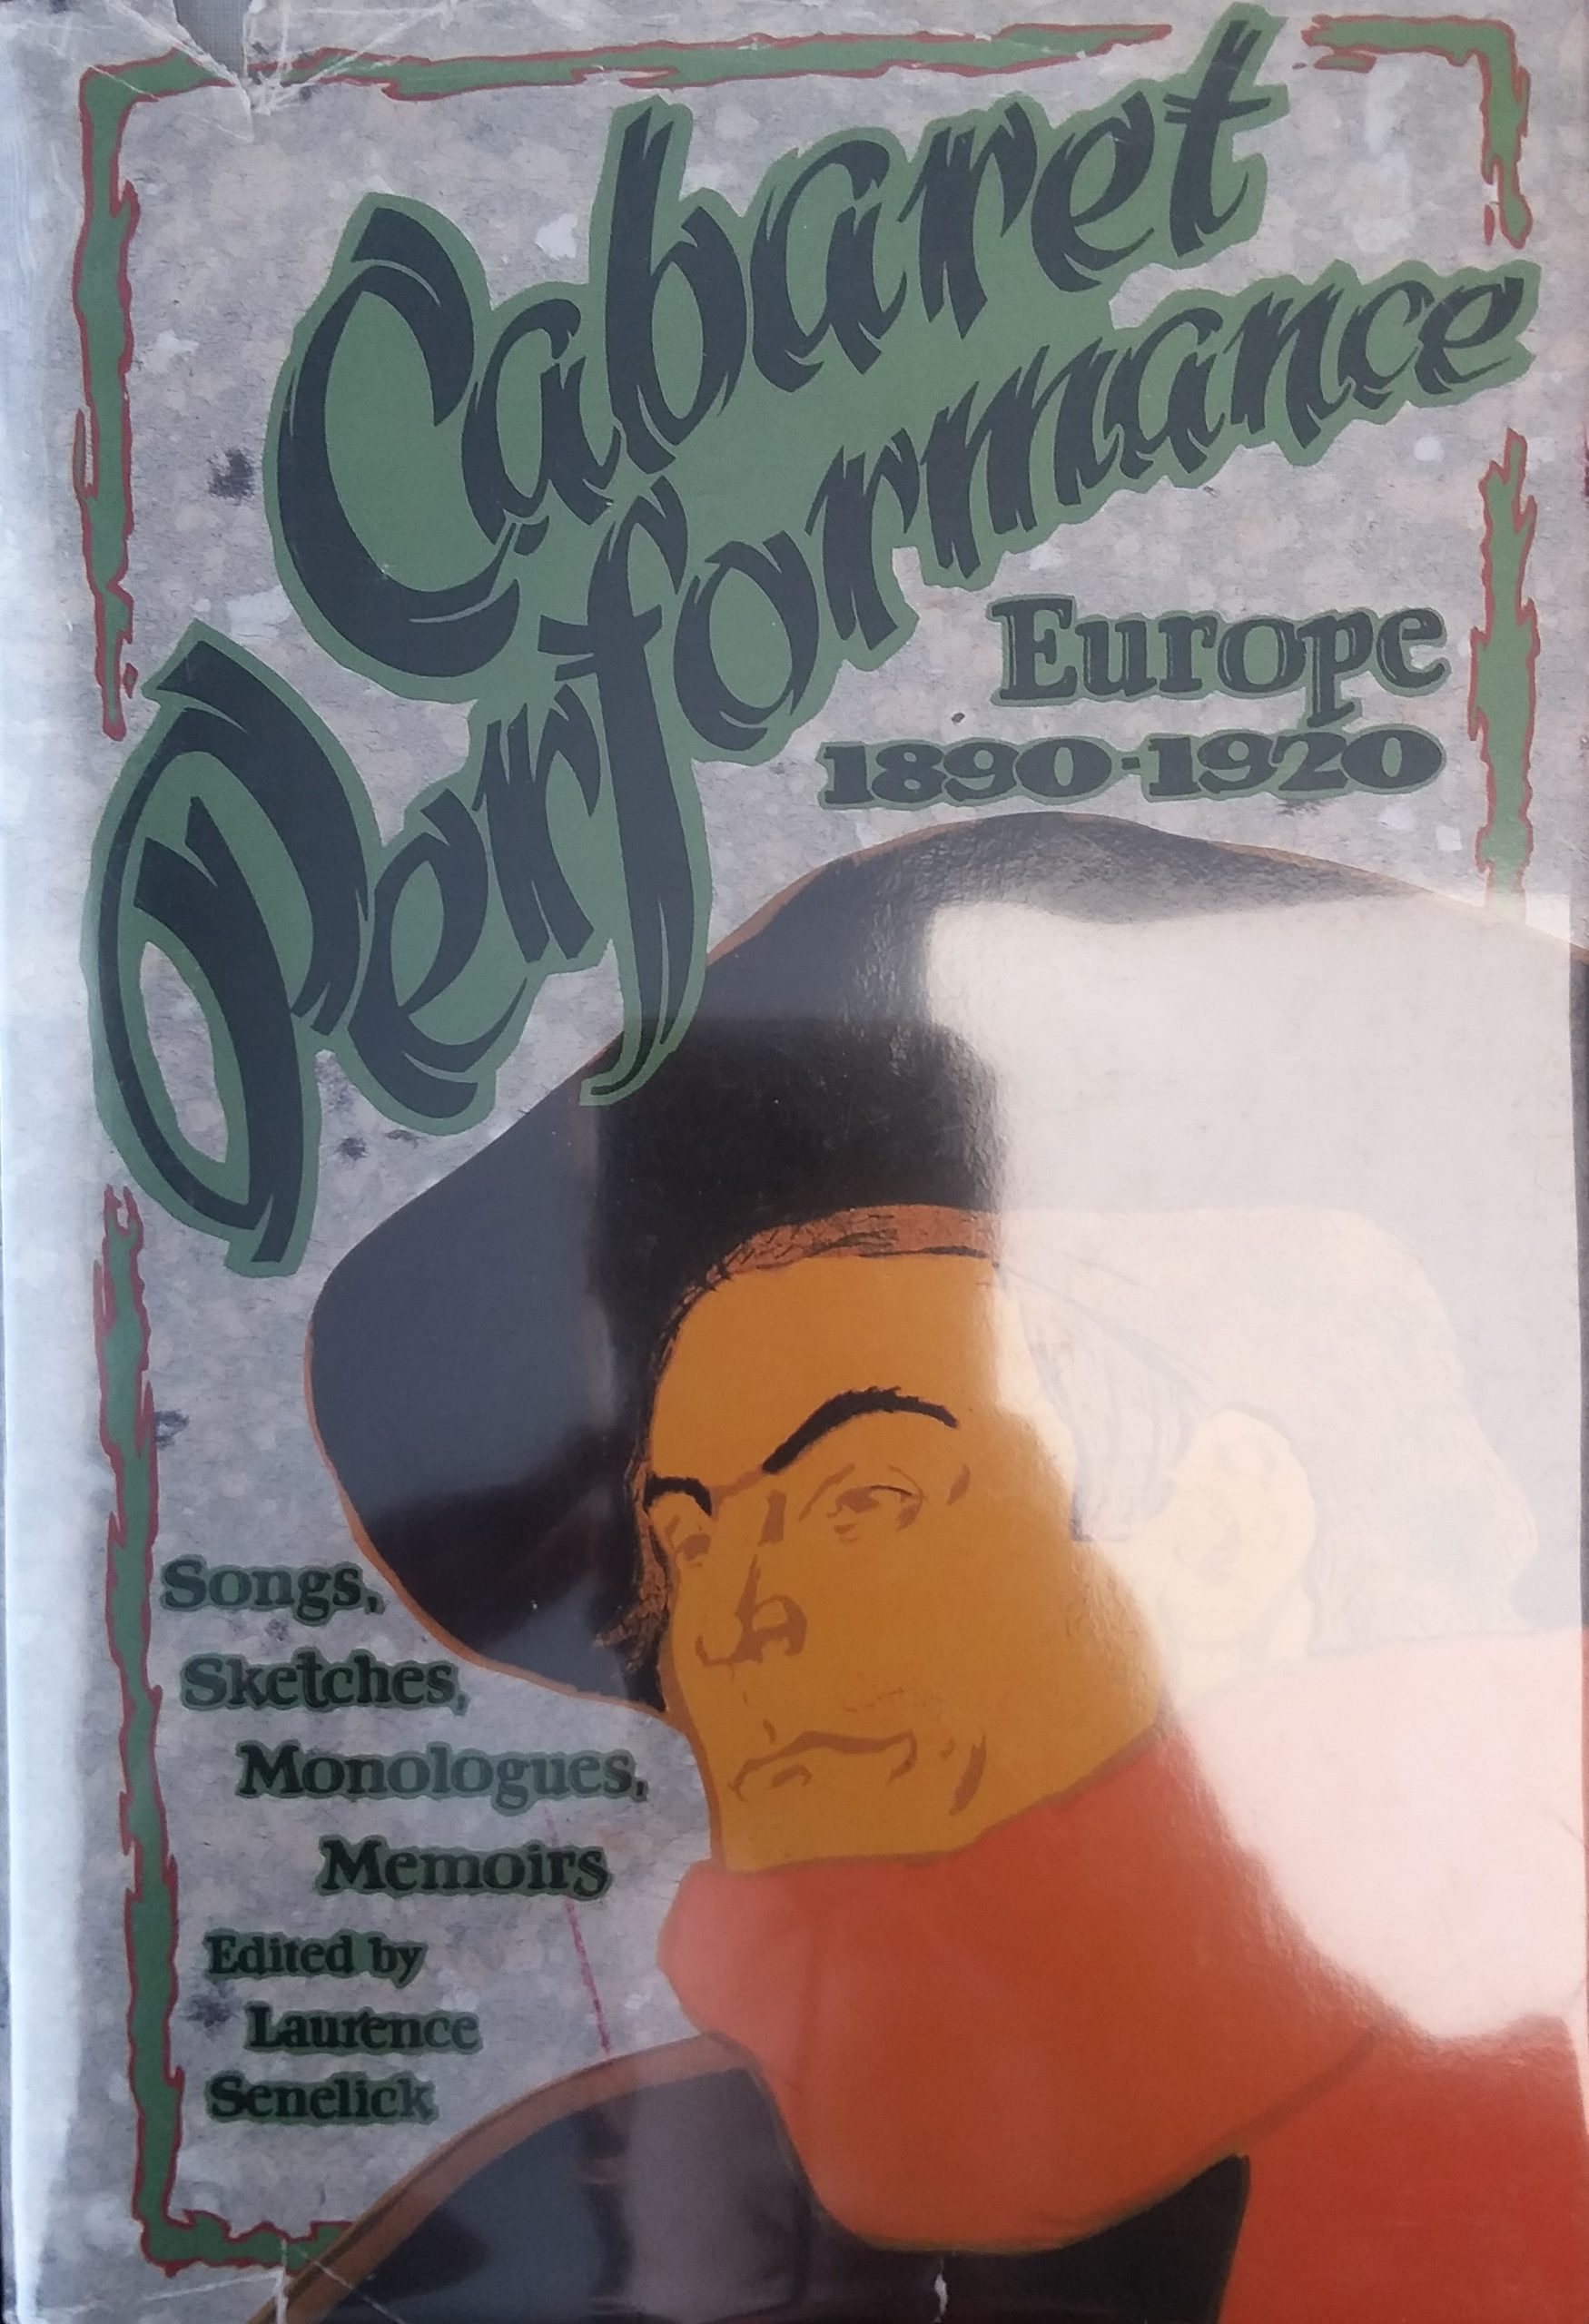 Cabaret
Performance
Europe
1890-1920
Songs,
Sketches,
Monologues,
Memoirs
Edited by
Laurence
Senelick